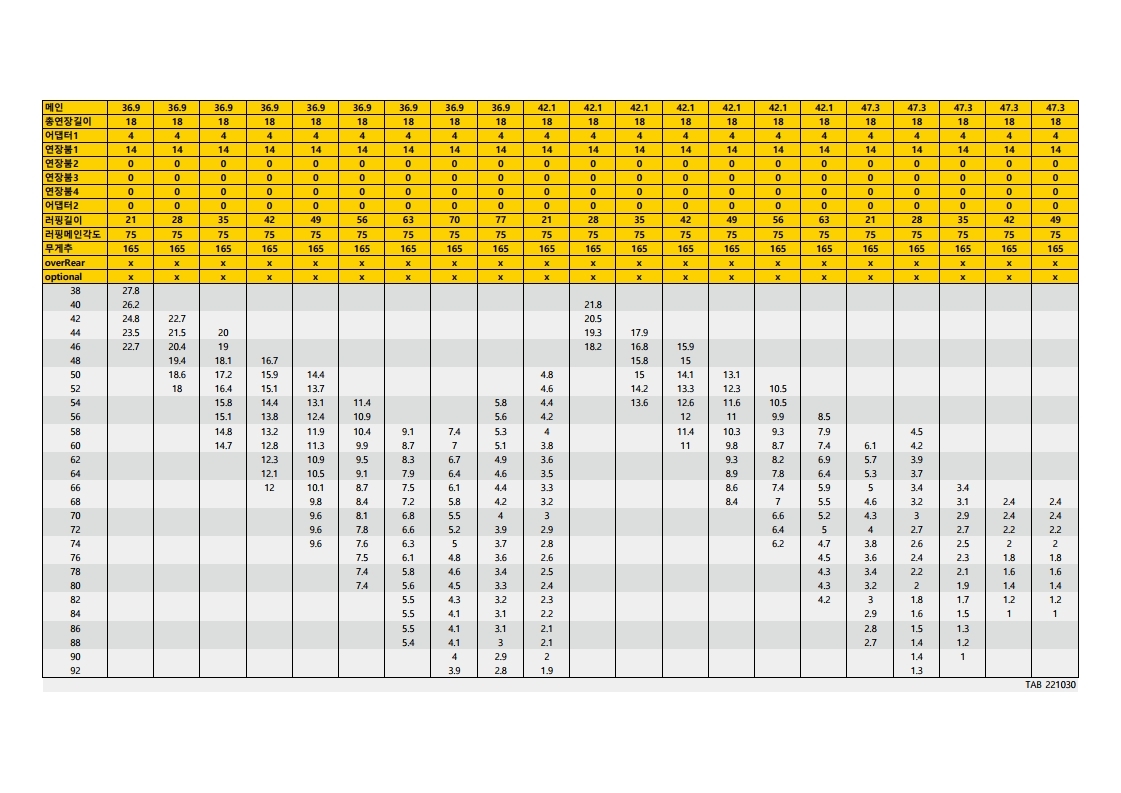 메인 36.9 36.9 36.9 36.9 36.9 36.9 36.9 36.9 36.9 42.1 42.1 42.1 42.1 42.1 42.1 42.1 47.3 47.3 47.3 47.3 47.3
총연장길이 18 18 18 18 18 18 18 18 18 18 18 18 18 18 18 18 18 18 18 18 18
어댑터1 4 4 4 4 4 4 4 4 4 4 4 4 4 4 4 4 4 4 4 4 4
연장붐1 14 14 14 14 14 14 14 14 14 14 14 14 14 14 14 14 14 14 14 14 14
연장붐2 0 0 0 0 0 0 0 0 0 0 0 0 0 0 0 0 0 0 0 0 0
연장붐3 0 0 0 0 0 0 0 0 0 0 0 0 0 0 0 0 0 0 0 0 0
연장붐4 0 0 0 0 0 0 0 0 0 0 0 0 0 0 0 0 0 0 0 0 0
어댑터2 0 0 0 0 0 0 0 0 0 0 0 0 0 0 0 0 0 0 0 0 0
러핑길이 21 28 35 42 49 56 63 70 77 21 28 35 42 49 56 63 21 28 35 42 49
러핑메인각도 75 75 75 75 75 75 75 75 75 75 75 75 75 75 75 75 75 75 75 75 75
무게추 165 165 165 165 165 165 165 165 165 165 165 165 165 165 165 165 165 165 165 165 165
overRear x x x x x x x x x x x x x x x x x x x x x
optional x x x x x x x x x x x x x x x x x x x x x
38 27.8
40 26.2 21.8
42 24.8 22.7 20.5
44 23.5 21.5 20 19.3 17.9
46 22.7 20.4 19 18.2 16.8 15.9
48 19.4 18.1 16.7 15.8 15
50 18.6 17.2 15.9 14.4 4.8 15 14.1 13.1
52 18 16.4 15.1 13.7 4.6 14.2 13.3 12.3 10.5
54 15.8 14.4 13.1 11.4 5.8 4.4 13.6 12.6 11.6 10.5
56 15.1 13.8 12.4 10.9 5.6 4.2 12 11 9.9 8.5
58 14.8 13.2 11.9 10.4 9.1 7.4 5.3 4 11.4 10.3 9.3 7.9 4.5
60 14.7 12.8 11.3 9.9 8.7 7 5.1 3.8 11 9.8 8.7 7.4 6.1 4.2
62 12.3 10.9 9.5 8.3 6.7 4.9 3.6 9.3 8.2 6.9 5.7 3.9
64 12.1 10.5 9.1 7.9 6.4 4.6 3.5 8.9 7.8 6.4 5.3 3.7
66 12 10.1 8.7 7.5 6.1 4.4 3.3 8.6 7.4 5.9 5 3.4 3.4
68 9.8 8.4 7.2 5.8 4.2 3.2 8.4 7 5.5 4.6 3.2 3.1 2.4 2.4
70 9.6 8.1 6.8 5.5 4 3 6.6 5.2 4.3 3 2.9 2.4 2.4
72 9.6 7.8 6.6 5.2 3.9 2.9 6.4 5 4 2.7 2.7 2.2 2.2
74 9.6 7.6 6.3 5 3.7 2.8 6.2 4.7 3.8 2.6 2.5 2 2
76 7.5 6.1 4.8 3.6 2.6 4.5 3.6 2.4 2.3 1.8 1.8
78 7.4 5.8 4.6 3.4 2.5 4.3 3.4 2.2 2.1 1.6 1.6
80 7.4 5.6 4.5 3.3 2.4 4.3 3.2 2 1.9 1.4 1.4
82 5.5 4.3 3.2 2.3 4.2 3 1.8 1.7 1.2 1.2
84 5.5 4.1 3.1 2.2 2.9 1.6 1.5 1 1
86 5.5 4.1 3.1 2.1 2.8 1.5 1.3
88 5.4 4.1 3 2.1 2.7 1.4 1.2
90 4 2.9 2 1.4 1
92 3.9 2.8 1.9 1.3
TAB 221030